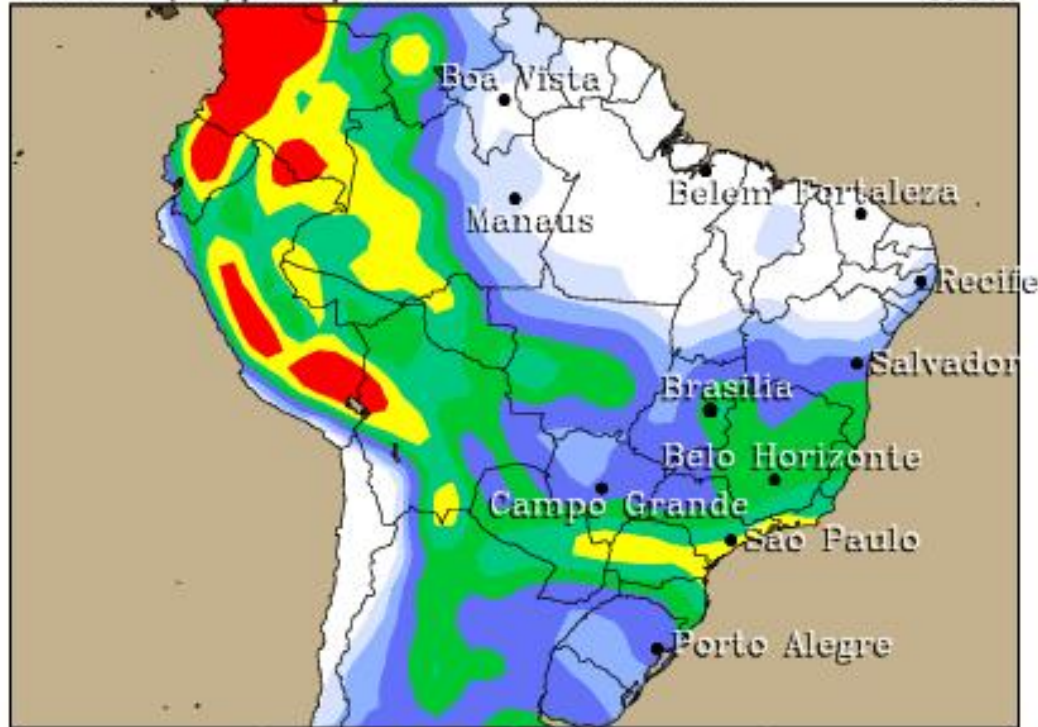 Boa Vista
Belem Fortaleza
Manaus
Recife
Salvador
Brasilia
Belo Horizonte
Campo Grande
Sao Paulo
Porto Alegre